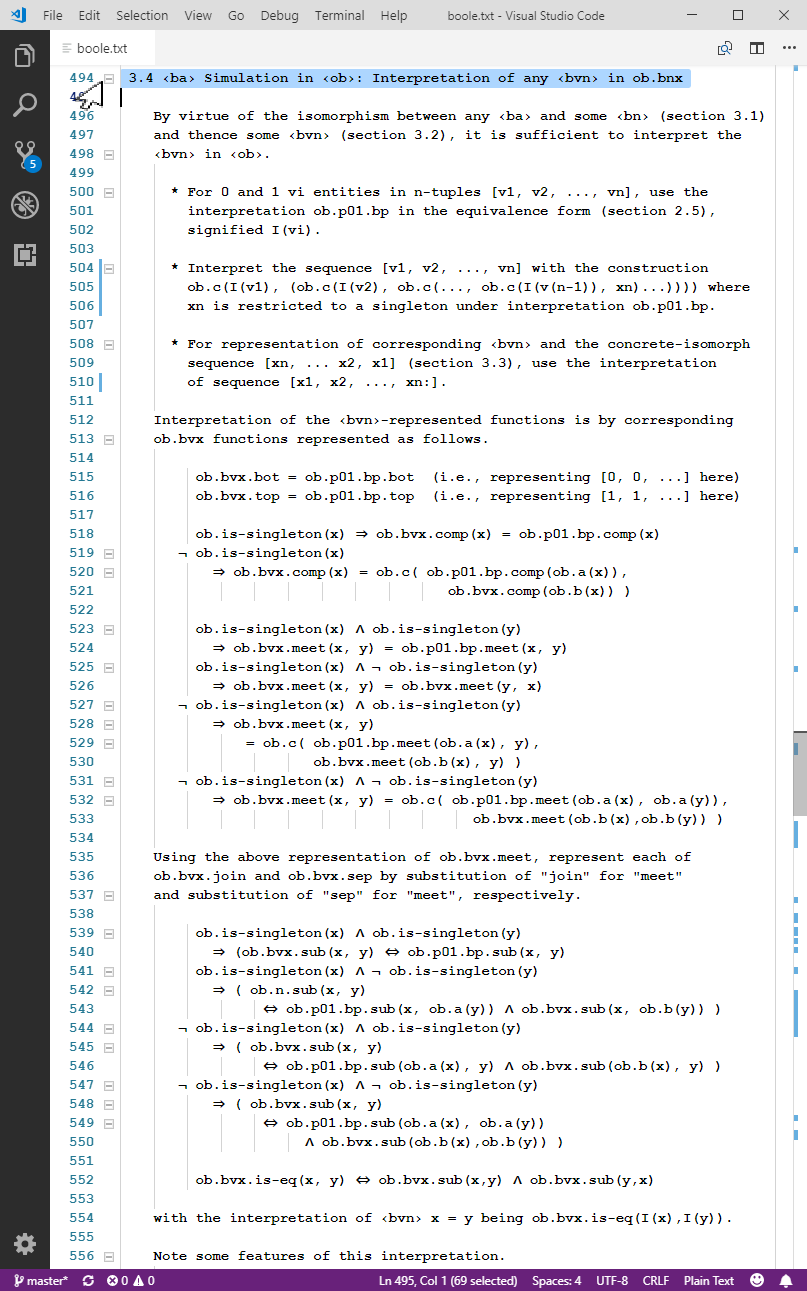 File Edit Selection View Go Debug Terminal Help boole.txt - Visual Studio Code
boole.txt
494 3.4 ‹ba› Simulation in ‹ob›: Interpretation of any ‹bvn› in ob.bnx
496 By virtue of the isomorphism between any ‹ba› and some ‹bn› (section 3.1)
497 and thence some ‹bvn› (section 3.2), it is sufficient to interpret the
498 ‹bvn› in ‹ob›.
499
500 * For 0 and 1 vi entities in n-tuples [v1, v2, ..., vn], use the
501 interpretation ob.p01.bp in the equivalence form (section 2.5),
502 signified I(vi).
503
504 * Interpret the sequence [v1, v2, ..., vn] with the construction
505 ob.c(I(v1), (ob.c(I(v2), ob.c(..., ob.c(I(v(n-1)), xn)...)))) where
506 xn is restricted to a singleton under interpretation ob.p01.bp.
507
508 * For representation of corresponding ‹bvn› and the concrete-isomorph
509 sequence [xn, ... x2, x1] (section 3.3), use the interpretation
510 of sequence [x1, x2, ..., xn:].
511
512 Interpretation of the ‹bvn›-represented functions is by corresponding
513 ob.bvx functions represented as follows.
514
515 ob.bvx.bot = ob.p01.bp.bot (i.e., representing [0, 0, ...] here)
516 ob.bvx.top = ob.p01.bp.top (i.e., representing [1, 1, ...] here)
517
518 ob.is-singleton(x) ⇒ ob.bvx.comp(x) = ob.p01.bp.comp(x)
519 ¬ ob.is-singleton(x)
520 ⇒ ob.bvx.comp(x) = ob.c( ob.p01.bp.comp(ob.a(x)),
521 ob.bvx.comp(ob.b(x)) )
522
523 ob.is-singleton(x) ∧ ob.is-singleton(y)
524 ⇒ ob.bvx.meet(x, y) = ob.p01.bp.meet(x, y)
525 ob.is-singleton(x) ∧ ¬ ob.is-singleton(y)
526 ⇒ ob.bvx.meet(x, y) = ob.bvx.meet(y, x)
527 ¬ ob.is-singleton(x) ∧ ob.is-singleton(y)
528 ⇒ ob.bvx.meet(x, y)
529 = ob.c( ob.p01.bp.meet(ob.a(x), y),
530 ob.bvx.meet(ob.b(x), y) )
531 ¬ ob.is-singleton(x) ∧ ¬ ob.is-singleton(y)
532 ⇒ ob.bvx.meet(x, y) = ob.c( ob.p01.bp.meet(ob.a(x), ob.a(y)),
533 ob.bvx.meet(ob.b(x),ob.b(y)) )
534
535 Using the above representation of ob.bvx.meet, represent each of
536 ob.bvx.join and ob.bvx.sep by substitution of "join" for "meet"
537 and substitution of "sep" for "meet", respectively.
538
539 ob.is-singleton(x) ∧ ob.is-singleton(y)
540 ⇒ (ob.bvx.sub(x, y) ⇔ ob.p01.bp.sub(x, y)
541 ob.is-singleton(x) ∧ ¬ ob.is-singleton(y)
542 ⇒ ( ob.n.sub(x, y)
543 ⇔ ob.p01.bp.sub(x, ob.a(y)) ∧ ob.bvx.sub(x, ob.b(y)) )
544 ¬ ob.is-singleton(x) ∧ ob.is-singleton(y)
545 ⇒ ( ob.bvx.sub(x, y)
546 ⇔ ob.p01.bp.sub(ob.a(x), y) ∧ ob.bvx.sub(ob.b(x), y) )
547 ¬ ob.is-singleton(x) ∧ ¬ ob.is-singleton(y)
548 ⇒ ( ob.bvx.sub(x, y)
549 ⇔ ob.p01.bp.sub(ob.a(x), ob.a(y))
550 ∧ ob.bvx.sub(ob.b(x),ob.b(y)) )
551
552 ob.bvx.is-eq(x, y) ⇔ ob.bvx.sub(x,y) ∧ ob.bvx.sub(y,x)
553
554 with the interpretation of ‹bvn› x = y being ob.bvx.is-eq(I(x),I(y)).
555
556 Note some features of this interpretation.
5
master* 0 0 Ln 495, Col 1 (69 selected) Spaces: 4 UTF-8 CRLF Plain Text